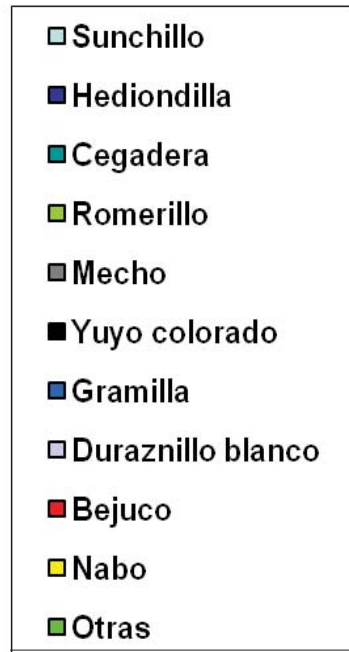 Sunchillo
Hediondilla
Cegadera
Romerillo
Mecho
Yuyo colorado
Gramilla
Duraznillo blanco
Bejuco
Nabo
Otras